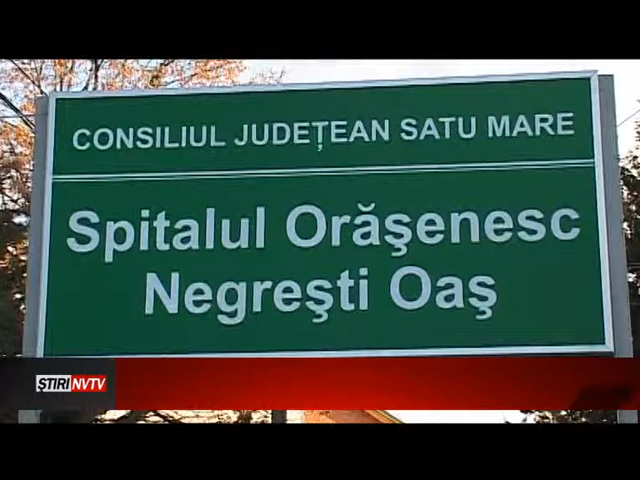 CONSILIUL JUDEȚEAN SATU MARE
Spitalul Orăşenesc
Negreşti Oaş
ŞTIRI NVTV